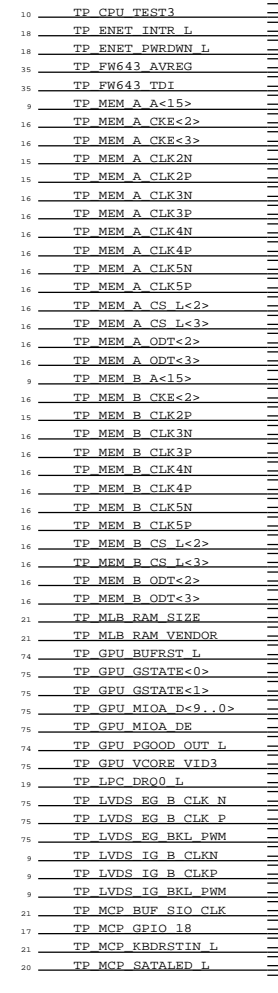 10 TP_CPU_TEST3
18 TP_ENET_INTR_L
18 TP_ENET_PWRDWN_L
35 TP_FW643_AVREG
35 TP_FW643_TDI
9 TP_MEM_A_A<15>
16 TP_MEM_A_CKE<2>
16 TP_MEM_A_CKE<3>
15 TP_MEM_A_CLK2N
15 TP_MEM_A_CLK2P
16 TP_MEM_A_CLK3N
16 TP_MEM_A_CLK3P
16 TP_MEM_A_CLK4N
16 TP_MEM_A_CLK4P
16 TP_MEM_A_CLK5N
16 TP_MEM_A_CLK5P
16 TP_MEM_A_CS_L<2>
16 TP_MEM_A_CS_L<3>
16 TP_MEM_A_ODT<2>
16 TP_MEM_A_ODT<3>
9 TP_MEM_B_A<15>
16 TP_MEM_B_CKE<2>
15 TP_MEM_B_CLK2P
16 TP_MEM_B_CLK3N
16 TP_MEM_B_CLK3P
16 TP_MEM_B_CLK4N
16 TP_MEM_B_CLK4P
16 TP_MEM_B_CLK5N
16 TP_MEM_B_CLK5P
16 TP_MEM_B_CS_L<2>
16 TP_MEM_B_CS_L<3>
16 TP_MEM_B_ODT<2>
16 TP_MEM_B_ODT<3>
21 TP_MLB_RAM_SIZE
21 TP_MLB_RAM_VENDOR
74 TP_GPU_BUFRST_L
75 TP_GPU_GSTATE<0>
75 TP_GPU_GSTATE<1>
75 TP_GPU_MIOA_D<9..0>
75 TP_GPU_MIOA_DE
74 TP_GPU_PGOOD_OUT_L
75 TP_GPU_VCORE_VID3
19 TP_LPC_DRQ0_L
75 TP_LVDS_EG_B_CLK_N
75 TP_LVDS_EG_B_CLK_P
75 TP_LVDS_EG_BKL_PWM
9 TP_LVDS_IG_B_CLKN
9 TP_LVDS_IG_B_CLKP
9 TP_LVDS_IG_BKL_PWM
21 TP_MCP_BUF_SIO_CLK
17 TP_MCP_GPIO_18
21 TP_MCP_KBDRSTIN_L
20 TP_MCP_SATALED_L